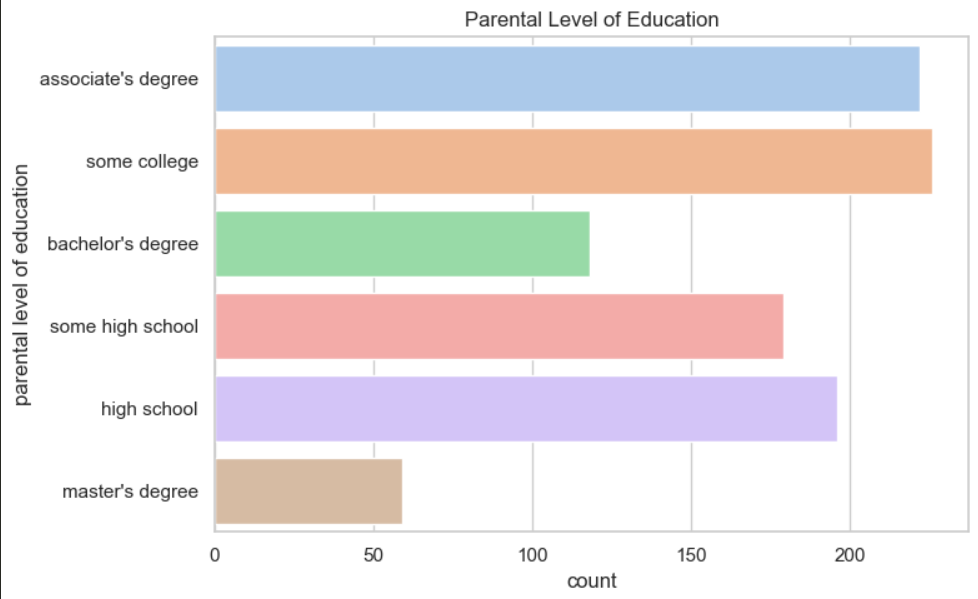 Parental Level of Education
parental level of education
associate's degree
some college
bachelor's degree
some high school
high school
master's degree
0 50 100 150 200
count